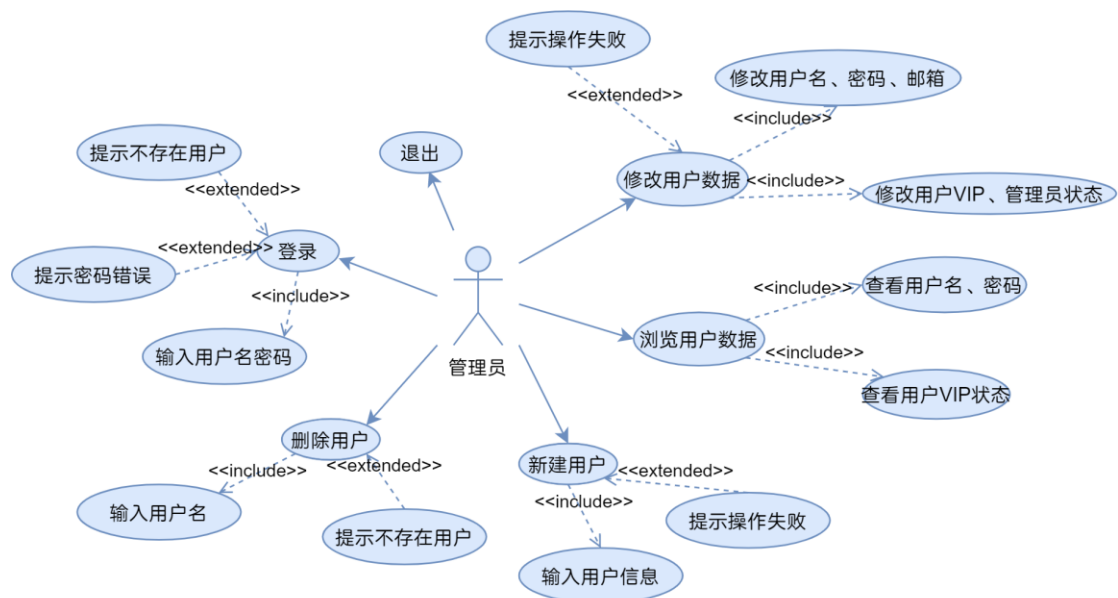 提示操作失败
<<extended>>
修改用户名、密码、邮箱
<<include>>
提示不存在用户
退出
修改用户数据
<<include>>
修改用户VIP、管理员状态
<<extended>>
<<extended>>
登录
提示密码错误
<<include>>
查看用户名、密码
<<include>>
浏览用户数据
<<include>>
输入用户名密码
管理员
查看用户VIP状态
删除用户
<<include>>
<<extended>>
新建用户
<<extended>>
<<include>>
输入用户名
提示不存在用户
提示操作失败
输入用户信息